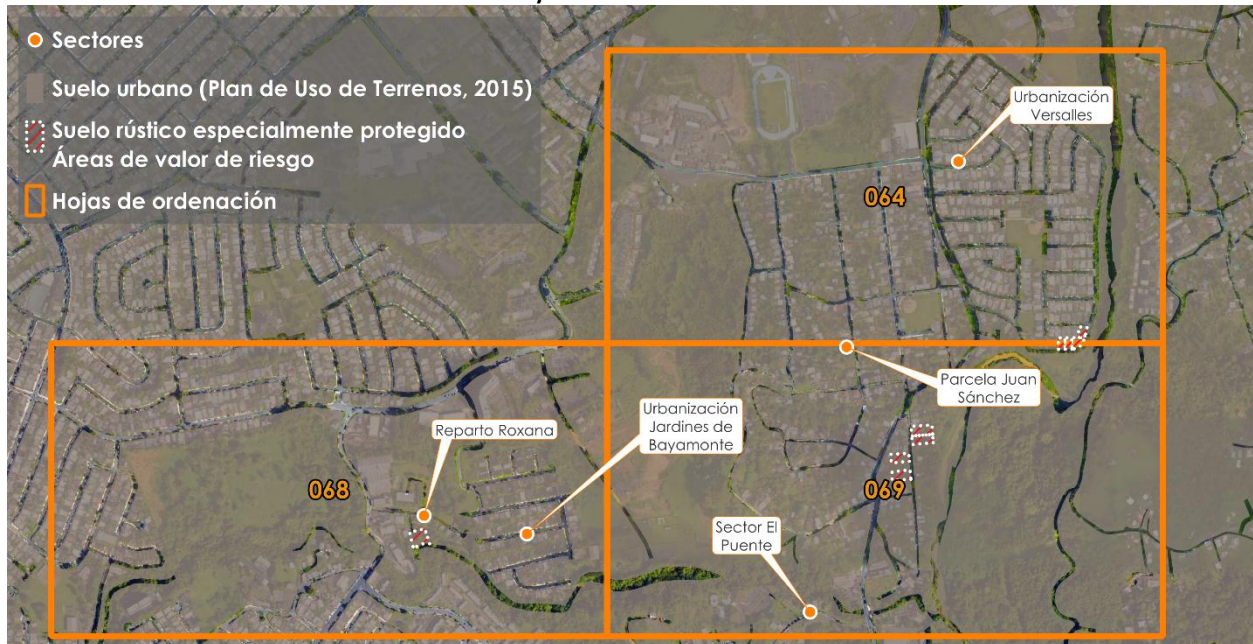 Sectores
Suelo urbano (Plan de Uso de Terrenos, 2015)
Suelo rústico especialmente protegido
Áreas de valor de riesgo
Hojas de ordenación
Urbanización
Versalles
064
Parcela Juan
Sánchez
Urbanización
Jardines de
Bayamonte
Reparto Roxana
068
069
Sector El
Puente